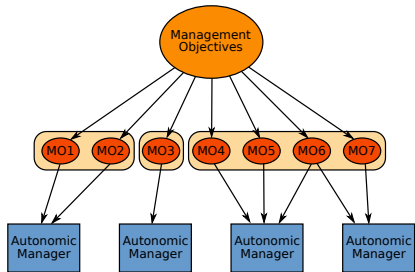 Management
Objectives
MO1 MO2 MO3 MO4 MO5 MO6 MO7
Autonomic
Manager
Autonomic
Manager
Autonomic
Manager
Autonomic
Manager